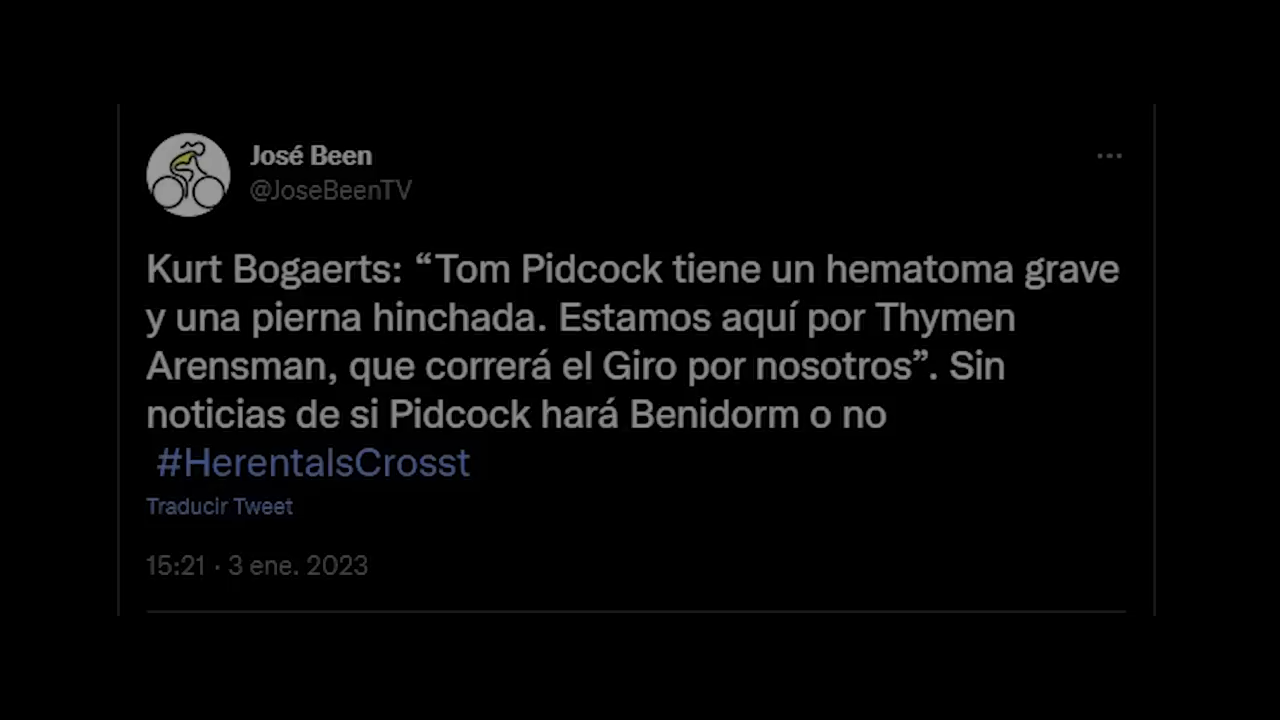 José Been
@JoseBeenTV
Kurt Bogaerts: “Tom Pidcock tiene un hematoma grave
y una pierna hinchada. Estamos aquí por Thymen
Arensman, que correrá el Giro por nosotros”. Sin
noticias de si Pidcock hará Benidorm o no
#HerentalsCrosst
Traducir Tweet
15:21 · 3 ene. 2023